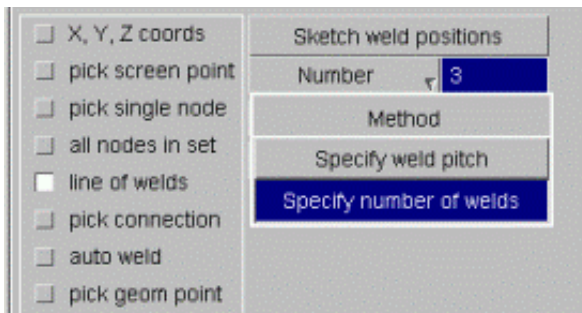 X, Y, Z coords
pick screen point
pick single node
all nodes in set
line of welds
pick connection
auto weld
pick geom point
Sketch weld positions
Number 3
Method
Specify weld pitch
Specify number of welds